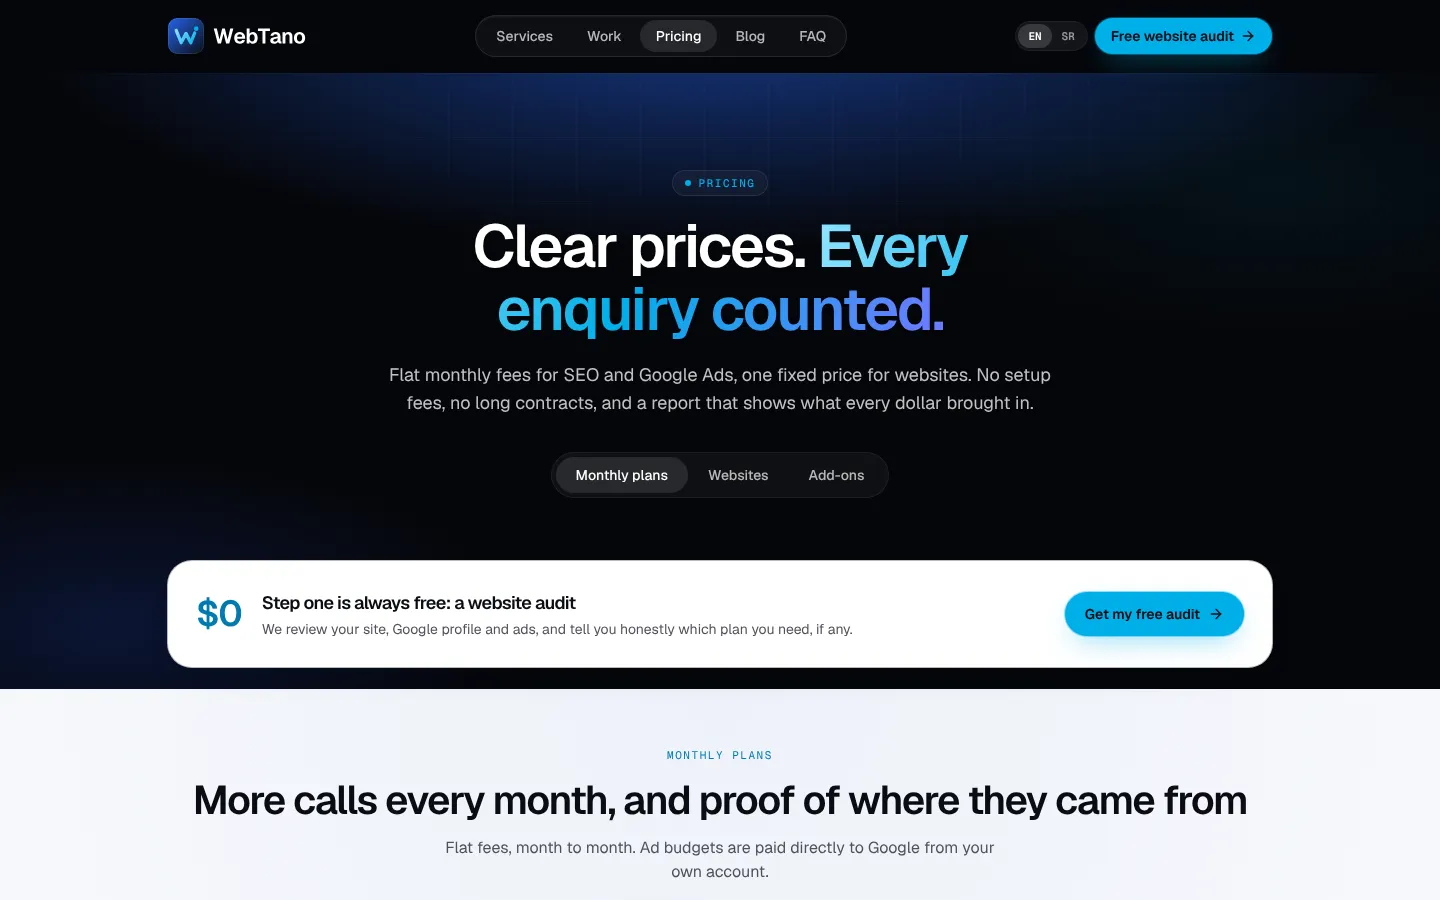 WebTano
Services Work Pricing Blog FAQ
EN SR
Free website audit →
PRICING
Clear prices. Every
enquiry counted.
Flat monthly fees for SEO and Google Ads, one fixed price for websites. No setup
fees, no long contracts, and a report that shows what every dollar brought in.
Monthly plans Websites Add-ons
$0
Step one is always free: a website audit
We review your site, Google profile and ads, and tell you honestly which plan you need, if any.
Get my free audit →
MONTHLY PLANS
More calls every month, and proof of where they came from
Flat fees, month to month. Ad budgets are paid directly to Google from your
own account.